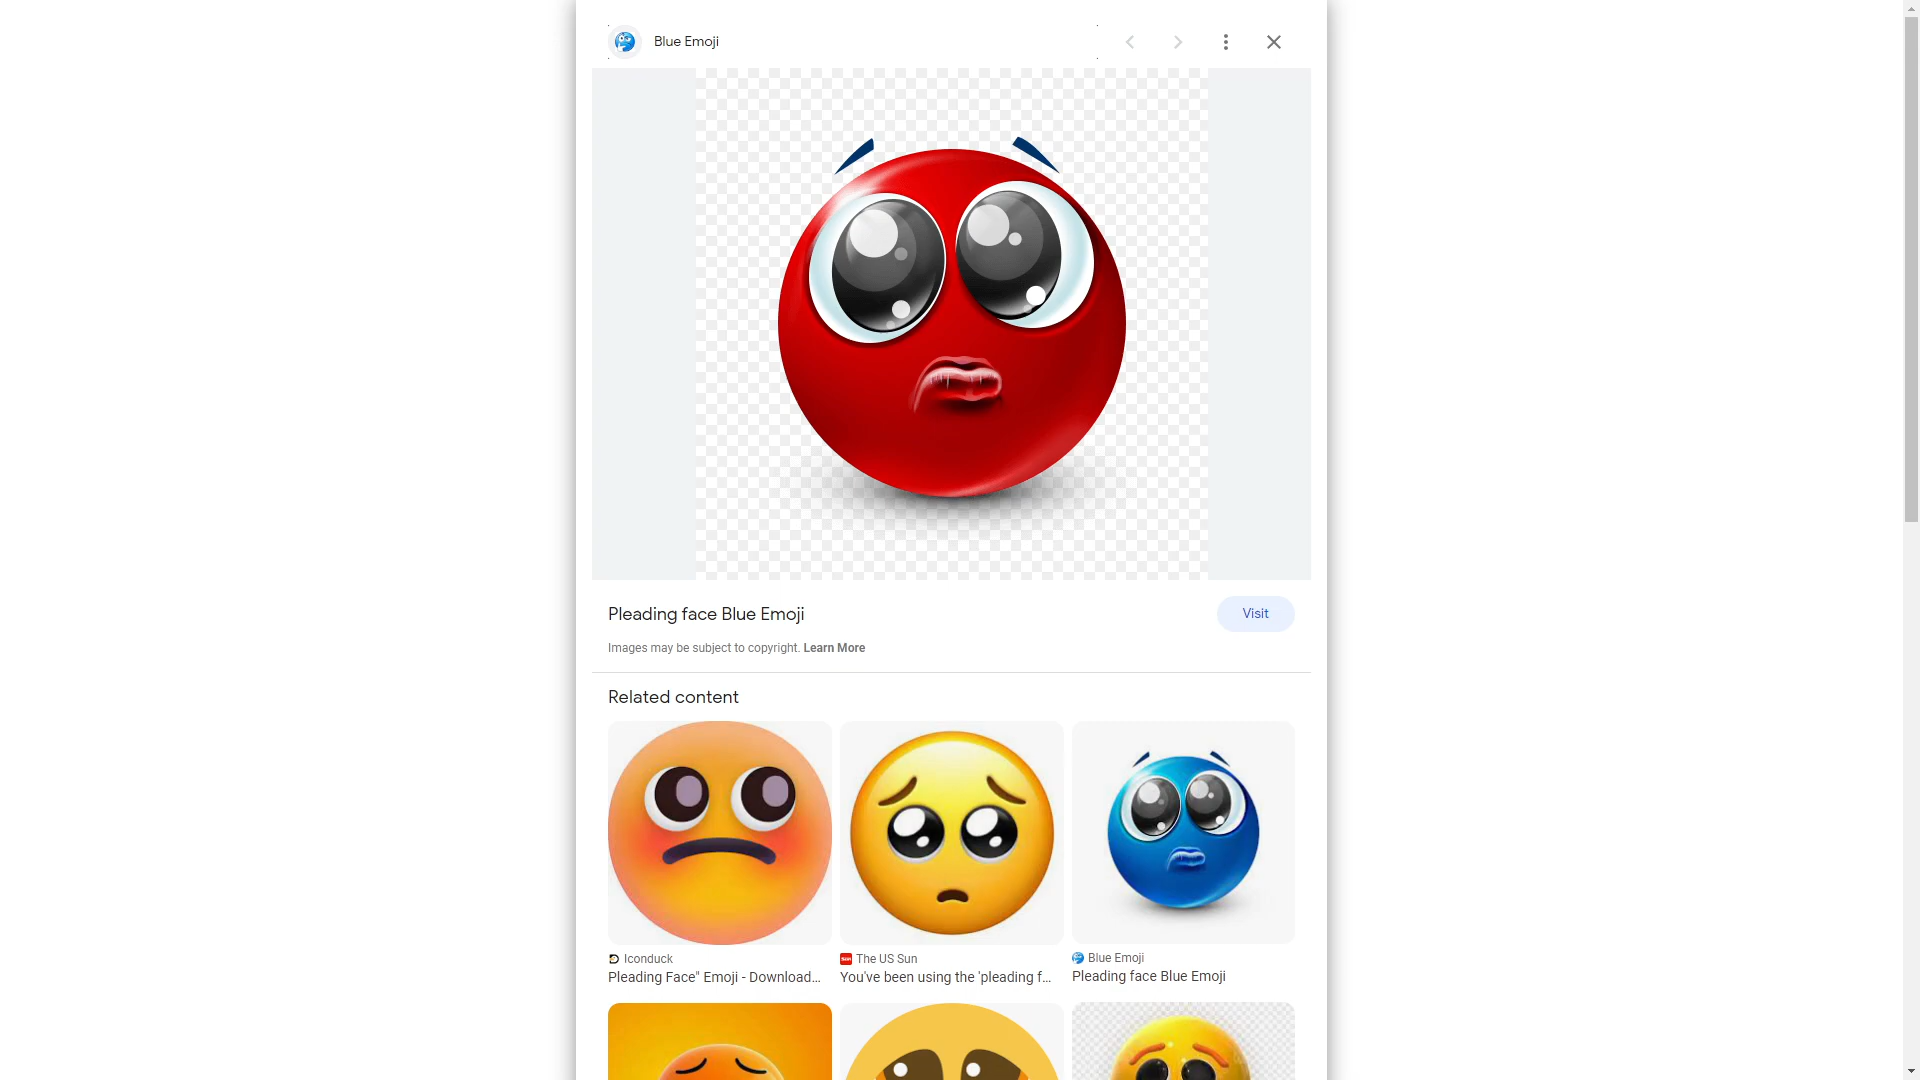 Blue Emoji
Pleading face Blue Emoji
Visit
Images may be subject to copyright. Learn More
Related content
Iconduck
Pleading Face" Emoji - Download...
The US Sun
You've been using the 'pleading f...
Blue Emoji
Pleading face Blue Emoji